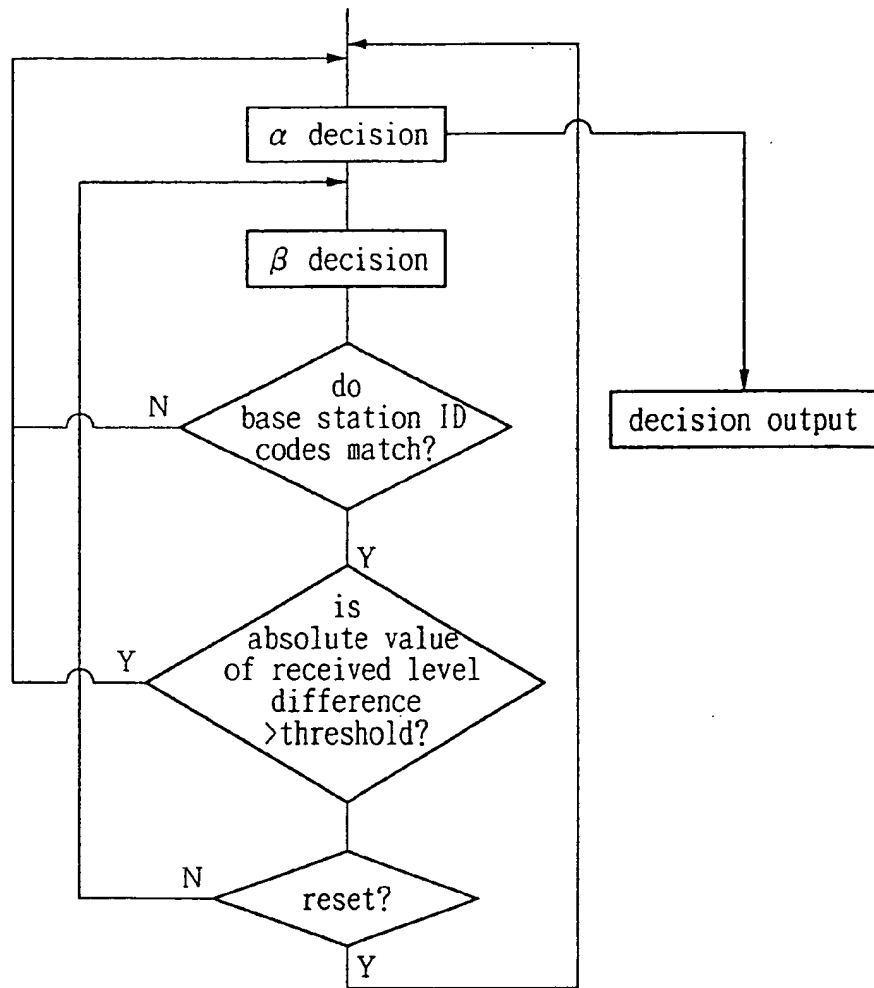 α decision
β decision
do
base station ID
codes match?
N
decision output
Y
is
absolute value
of received level
difference
>threshold?
Y
N
reset?
Y